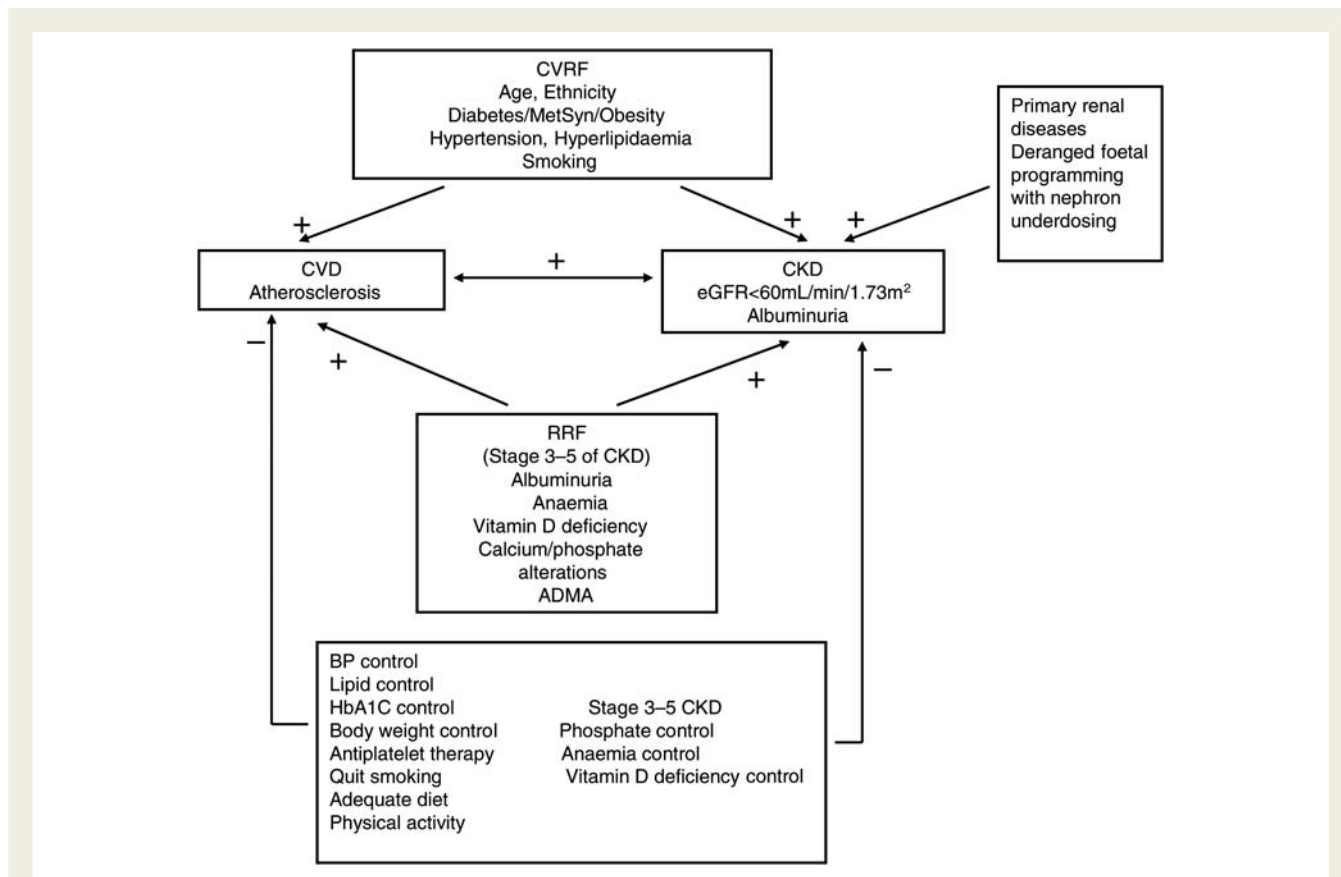 CVRF
Age, Ethnicity
Diabetes/MetSyn/Obesity
Hypertension, Hyperlipidaemia
Smoking
Primary renal
diseases
Deranged foetal
programming
with nephron
underdosing
+
+
+
CVD
Atherosclerosis
+
CKD
eGFR<60mL/min/1.73m²
Albuminuria
−
+
+
−
RRF
(Stage 3–5 of CKD)
Albuminuria
Anaemia
Vitamin D deficiency
Calcium/phosphate
alterations
ADMA
BP control
Lipid control
HbA1C control
Body weight control
Antiplatelet therapy
Quit smoking
Adequate diet
Physical activity
Stage 3–5 CKD
Phosphate control
Anaemia control
Vitamin D deficiency control